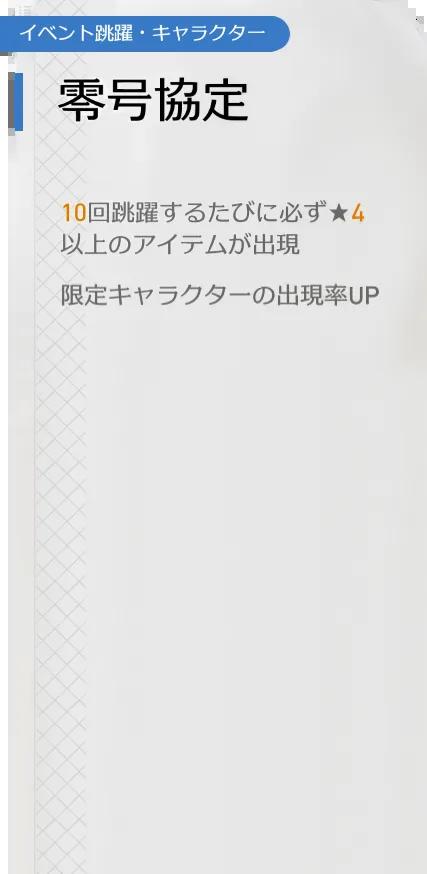 イベント跳躍・キャラクター
零号協定
10回跳躍するたびに必ず★4
以上のアイテムが出現
限定キャラクターの出現率UP